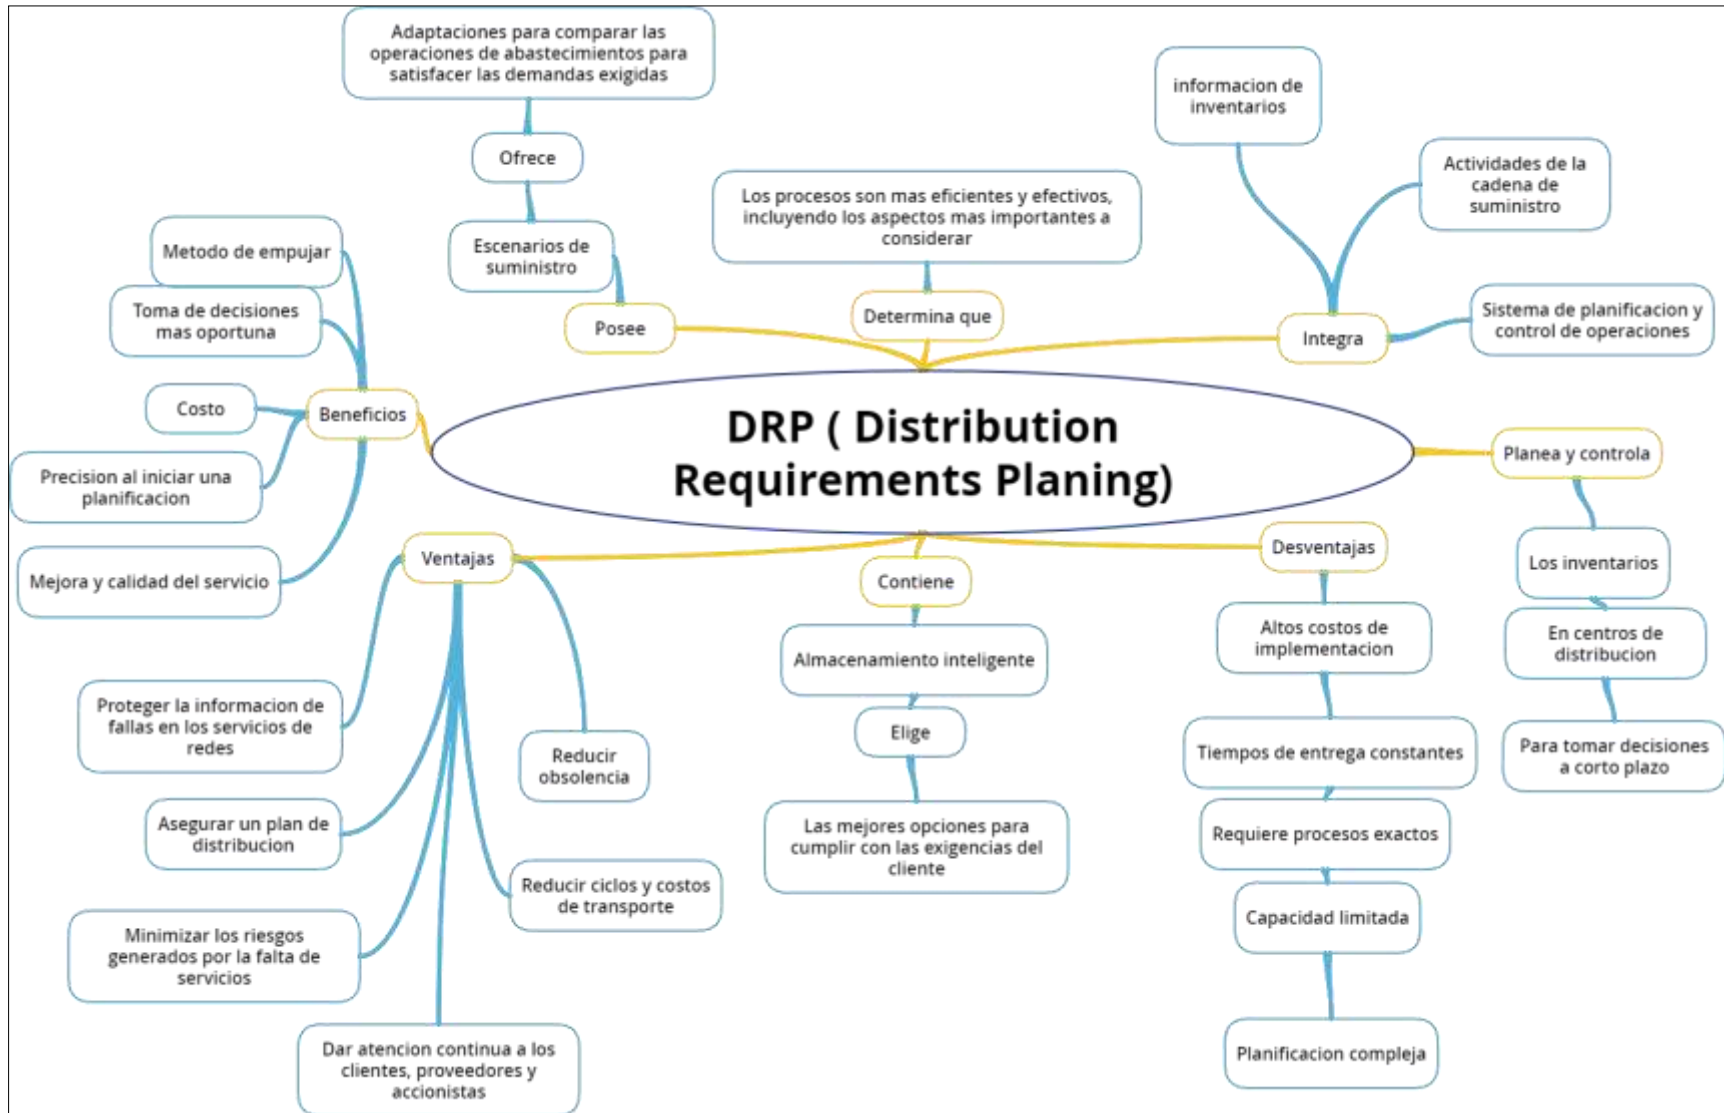 Adaptaciones para comparar las
operaciones de abastecimientos para
satisfacer las demandas exigidas
Ofrece
Escenarios de
suministro
Posee
Los procesos son mas eficientes y efectivos,
incluyendo los aspectos mas importantes a
considerar
Determina que
informacion de
inventarios
Actividades de la
cadena de
suministro
Sistema de planificacion y
control de operaciones
Integra
Metodo de empujar
Toma de decisiones
mas oportuna
Costo
Beneficios
Precision al iniciar una
planificacion
Mejora y calidad del servicio
DRP ( Distribution
Requirements Planing)
Planea y controla
Los inventarios
En centros de
distribucion
Para tomar decisiones
a corto plazo
Ventajas
Proteger la informacion de
fallas en los servicios de
redes
Asegurar un plan de
distribucion
Minimizar los riesgos
generados por la falta de
servicios
Dar atencion continua a los
clientes, proveedores y
accionistas
Reducir ciclos y costos
de transporte
Reducir
obsolencia
Contiene
Almacenamiento inteligente
Elige
Las mejores opciones para
cumplir con las exigencias del
cliente
Desventajas
Altos costos de
implementacion
Tiempos de entrega constantes
Requiere procesos exactos
Capacidad limitada
Planificacion compleja